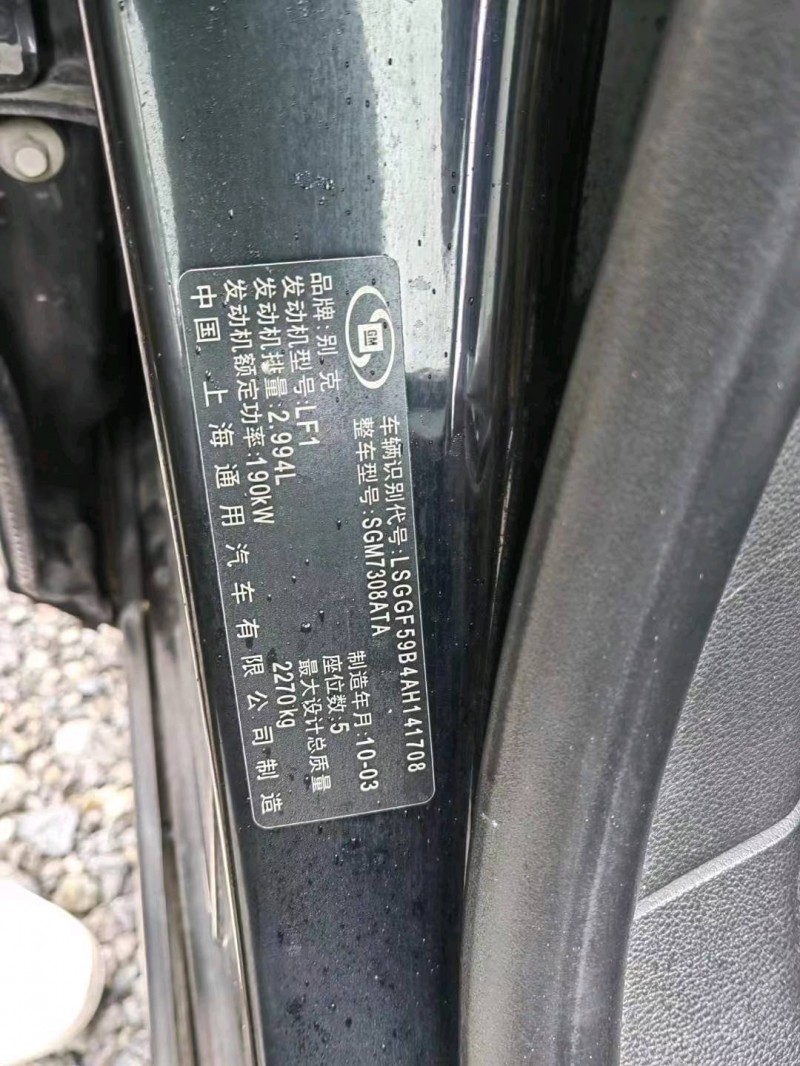 GM
车辆识别代号:LSGGF59B4AH141708
整车型号:SGM7308ATA
制造年月:10-03
品牌:别克
座位数:5
发动机型号:LF1
最大设计总质量
发动机排量:2.994L
2270kg
发动机额定功率:190kW
中国 上海通用汽车有限公司制造